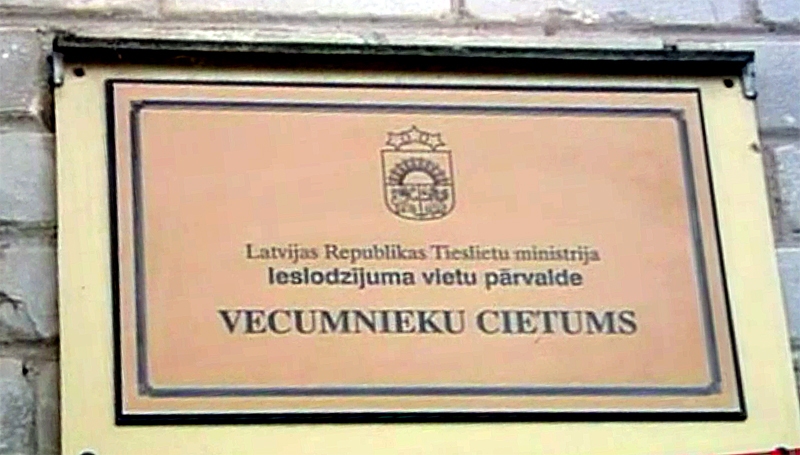 Latvijas Republikas Tieslietu ministrija
Ieslodzījuma vietu pārvalde
VECUMNIEKU CIETUMS